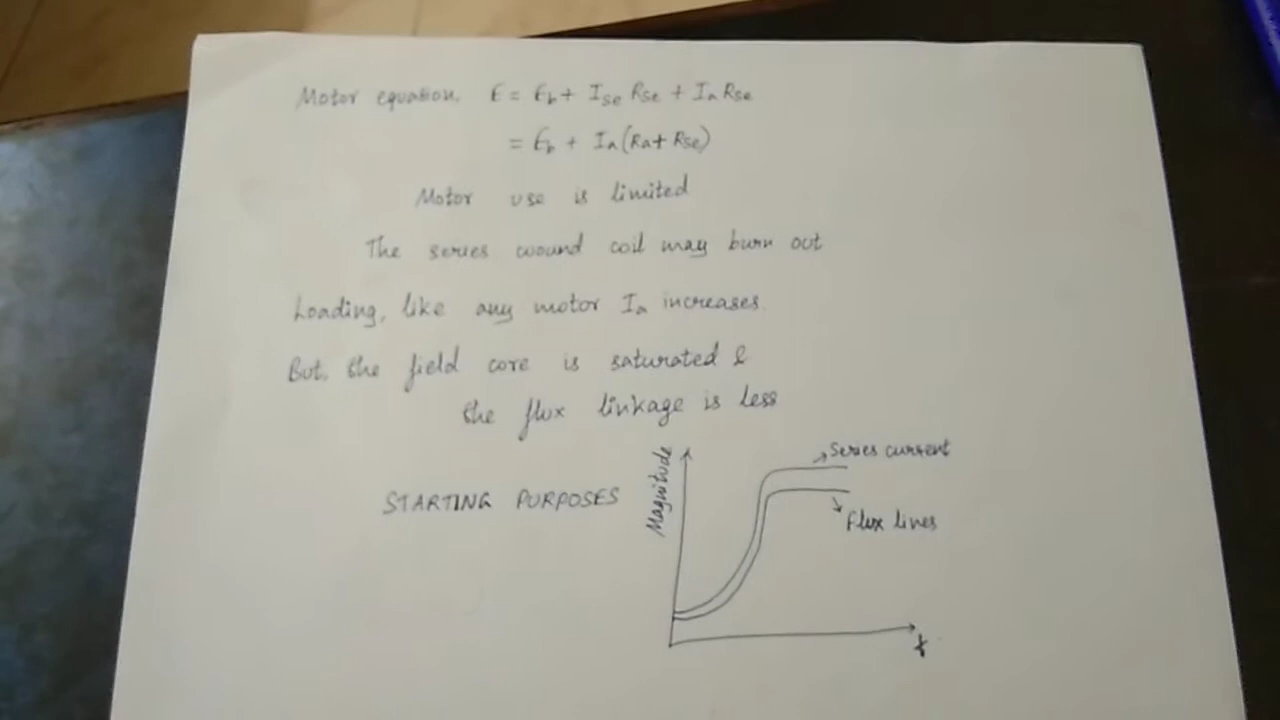 Motor equation, E = Eb + Ise Rse + Ia Rse
= Eb + Ia (Ra + Rse)
Motor use is limited
The series wound coil may burn out
Loading, like any motor Ia increases.
But, the field core is saturated &
the flux linkage is less
STARTING PURPOSES
Magnitude
Series current
Flux lines
t